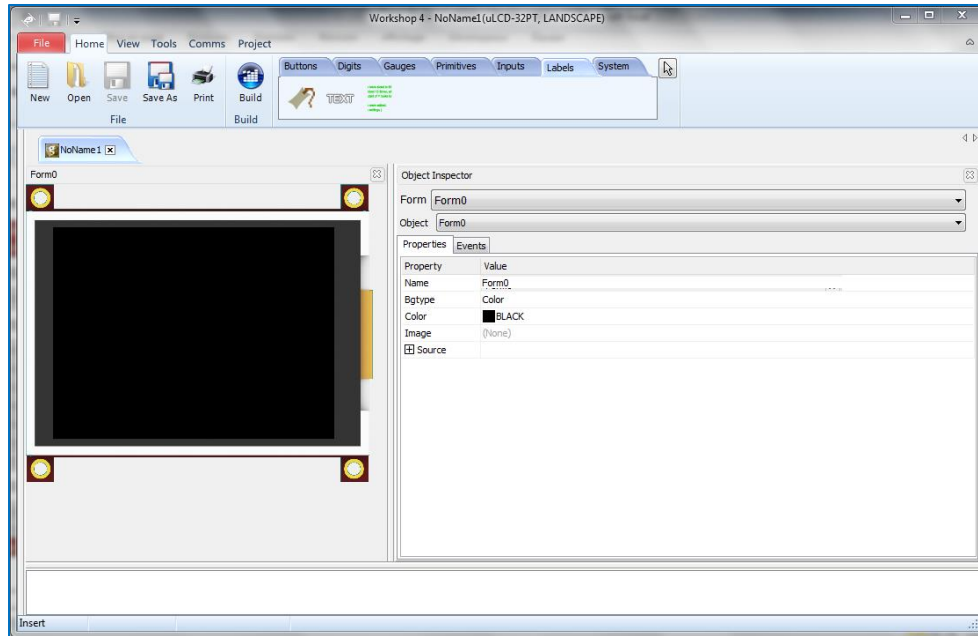 Workshop 4 - NoName1(uLCD-32PT, LANDSCAPE)
File Home View Tools Comms Project
Buttons Digits Gauges Primitives Inputs Labels System
TEXT
New Open Save Save As Print Build
File Build
NoName1
Form0
Object Inspector
Form Form0
Object Form0
Properties Events
Property Value
Name Form0
Bgtype Color
Color BLACK
Image (None)
Source
Insert